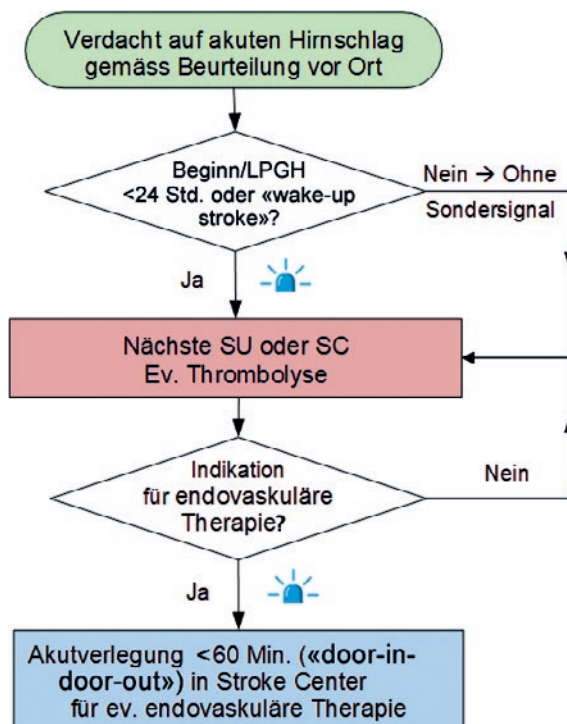 Verdacht auf akuten Hirnschlag
gemäss Beurteilung vor Ort
Beginn/LPGH
<24 Std. oder «wake-up
stroke»?
Nein → Ohne
Sondersignal
Ja
Nächste SU oder SC
Ev. Thrombolyse
Indikation
für endovaskuläre
Therapie?
Nein
Ja
Akutverlegung <60 Min. («door-in-
door-out») in Stroke Center
für ev. endovaskuläre Therapie